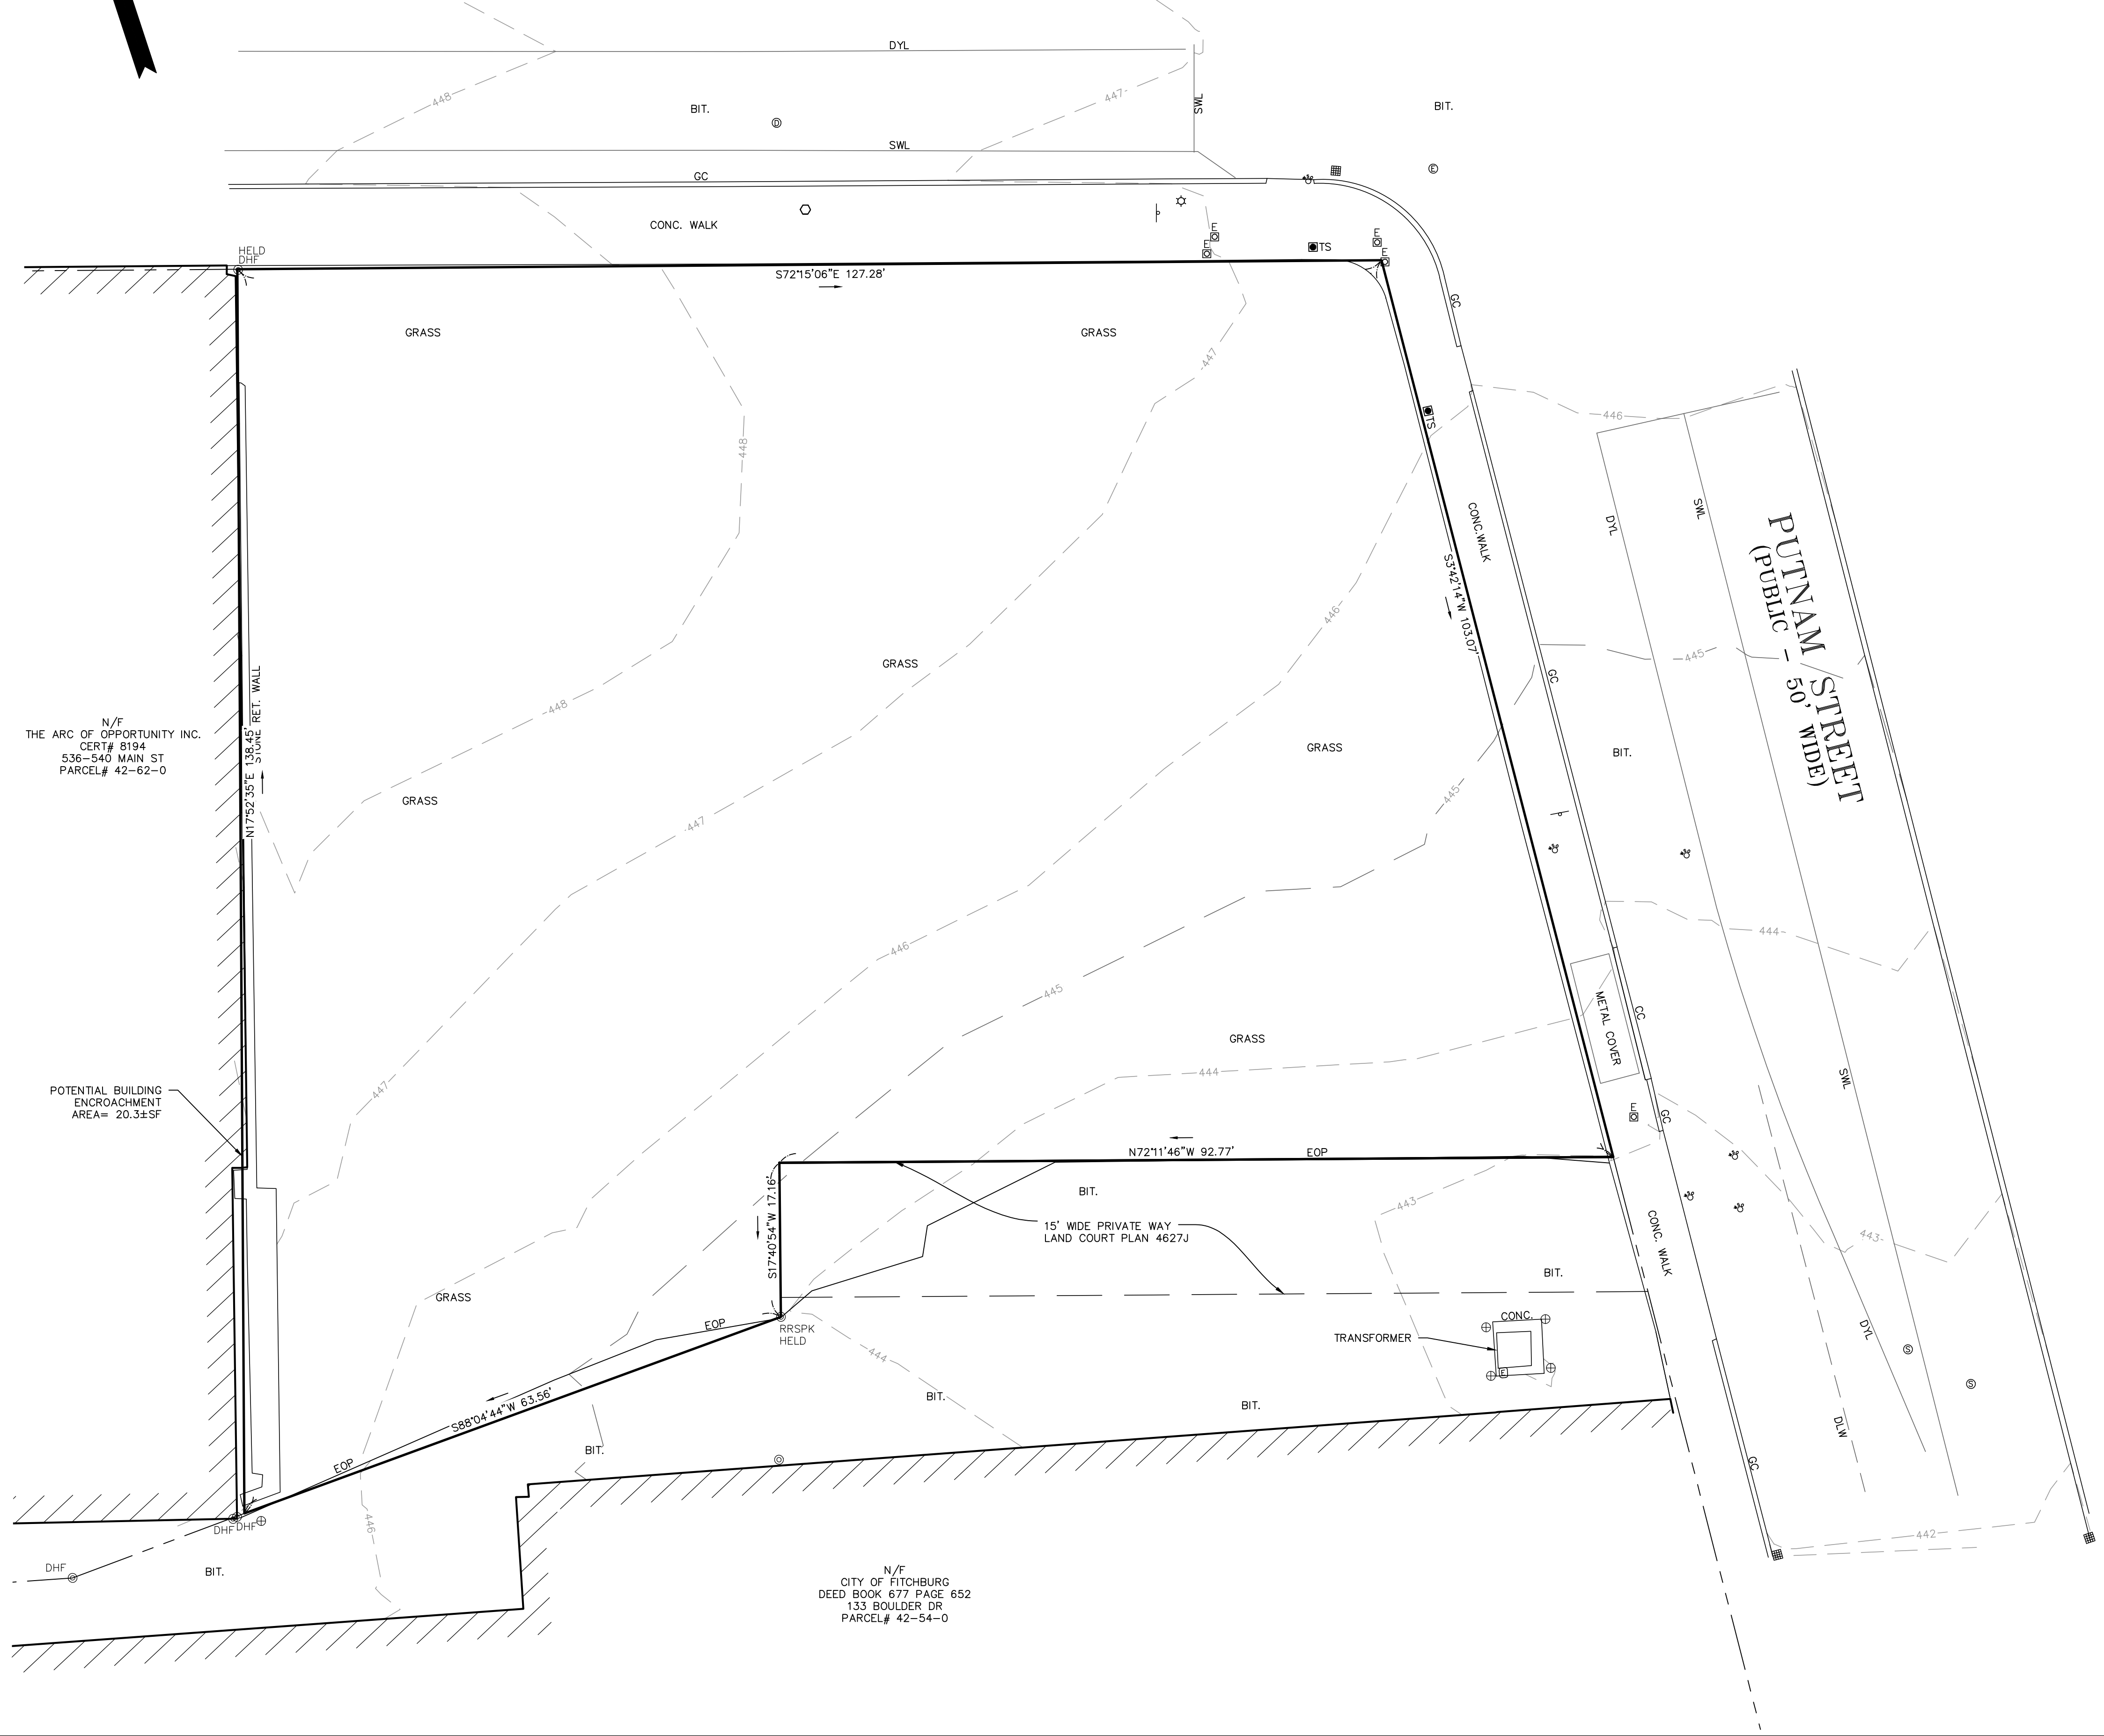 DYL
448
447
SWL
BIT.
BIT.
D
SWL
E
GC
CONC. WALK
E
E
E
E
TS
HELD
DHF
S72°15'06"E 127.28'
GC
GRASS
GRASS
447
TS
446
448
CONC. WALK
DYL
SWL
PUTNAM STREET
(PUBLIC - 50' WIDE)
S3°42'14"W 103.07'
446
445
GRASS
GC
STONE RET. WALL
N17°52'35"E 138.45'
N/F
THE ARC OF OPPORTUNITY INC.
CERT# 8194
536-540 MAIN ST
PARCEL# 42-62-0
448
GRASS
BIT.
GRASS
445
447
446
444
445
METAL COVER
CC
GRASS
444
SWL
447
POTENTIAL BUILDING
ENCROACHMENT
AREA= 20.3±SF
E
GC
N72°11'46"W 92.77'
EOP
BIT.
443
15' WIDE PRIVATE WAY
LAND COURT PLAN 4627J
S17°40'54"W 17.16'
CONC. WALK
443
BIT.
GRASS
CONC.
EOP
RRSPK
HELD
TRANSFORMER
E
DYL
S
444
S
S88°04'44"W 63.56'
BIT.
BIT.
DLW
BIT.
EOP
GC
DHF
DHF
446
442
DHF
BIT.
N/F
CITY OF FITCHBURG
DEED BOOK 677 PAGE 652
133 BOULDER DR
PARCEL# 42-54-0